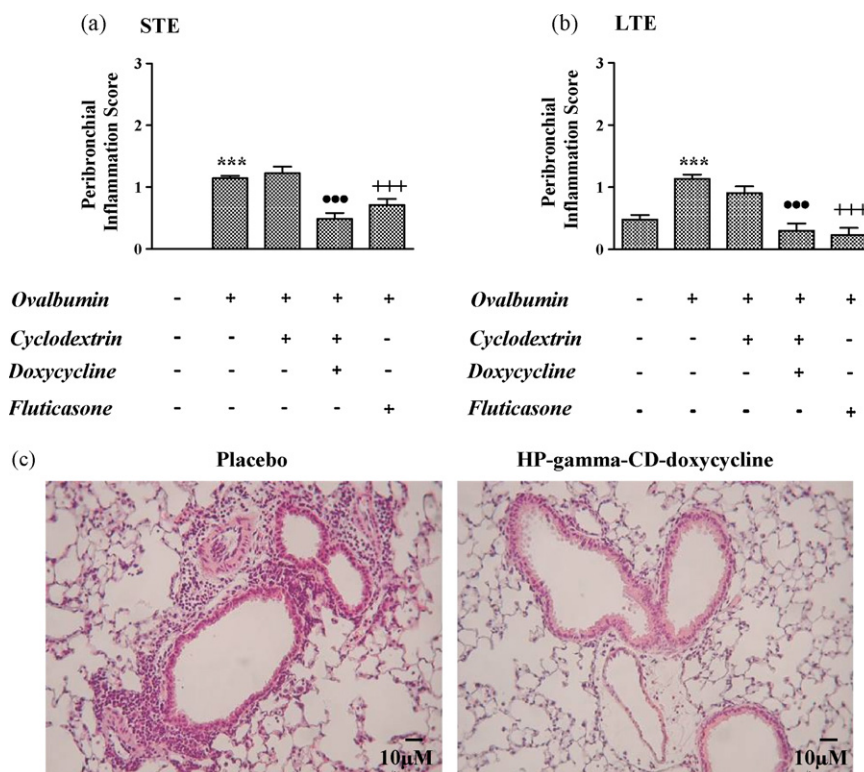 (a) STE
Peribronchial
Inflammation Score
3
2
1
0
***
•••
+++
Ovalbumin - + + + +
Cyclodextrin - - + + -
Doxycycline - - - + -
Fluticasone - - - - +
(b) LTE
Peribronchial
Inflammation Score
3
2
1
0
***
•••
+++
Ovalbumin - + + + +
Cyclodextrin - - + + -
Doxycycline - - - + -
Fluticasone - - - - +
(c)
Placebo
10μM
HP-gamma-CD-doxycycline
10μM